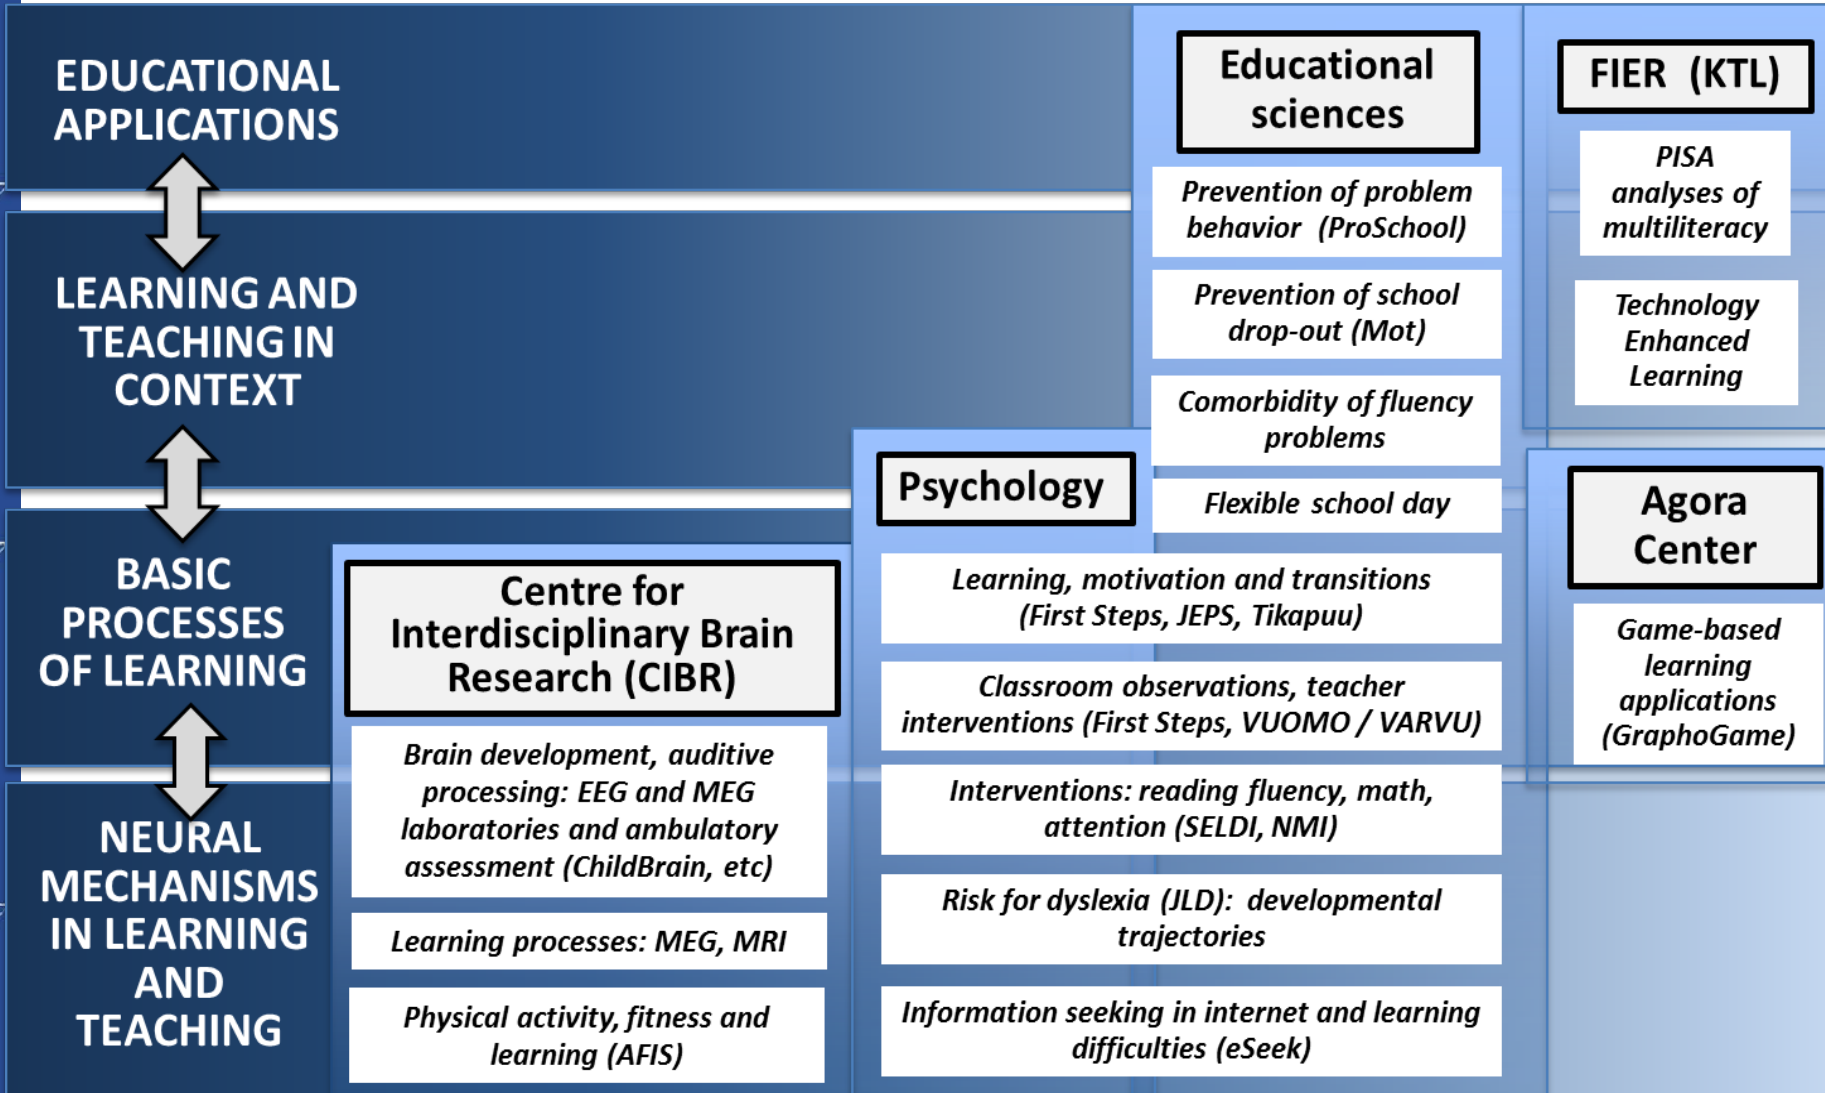 EDUCATIONAL
APPLICATIONS
LEARNING AND
TEACHING IN
CONTEXT
BASIC
PROCESSES
OF LEARNING
NEURAL
MECHANISMS
IN LEARNING
AND
TEACHING
Centre for
Interdisciplinary Brain
Research (CIBR)
Brain development, auditive
processing: EEG and MEG
laboratories and ambulatory
assessment (ChildBrain, etc)
Learning processes: MEG, MRI
Physical activity, fitness and
learning (AFIS)
Psychology
Learning, motivation and transitions
(First Steps, JEPS, Tikapuu)
Classroom observations, teacher
interventions (First Steps, VUOMO / VARVU)
Interventions: reading fluency, math,
attention (SELDI, NMI)
Risk for dyslexia (JLD): developmental
trajectories
Information seeking in internet and learning
difficulties (eSeek)
Educational
sciences
Prevention of problem
behavior (ProSchool)
Prevention of school
drop-out (Mot)
Comorbidity of fluency
problems
Flexible school day
FIER (KTL)
PISA
analyses of
multiliteracy
Technology
Enhanced
Learning
Agora
Center
Game-based
learning
applications
(GraphoGame)